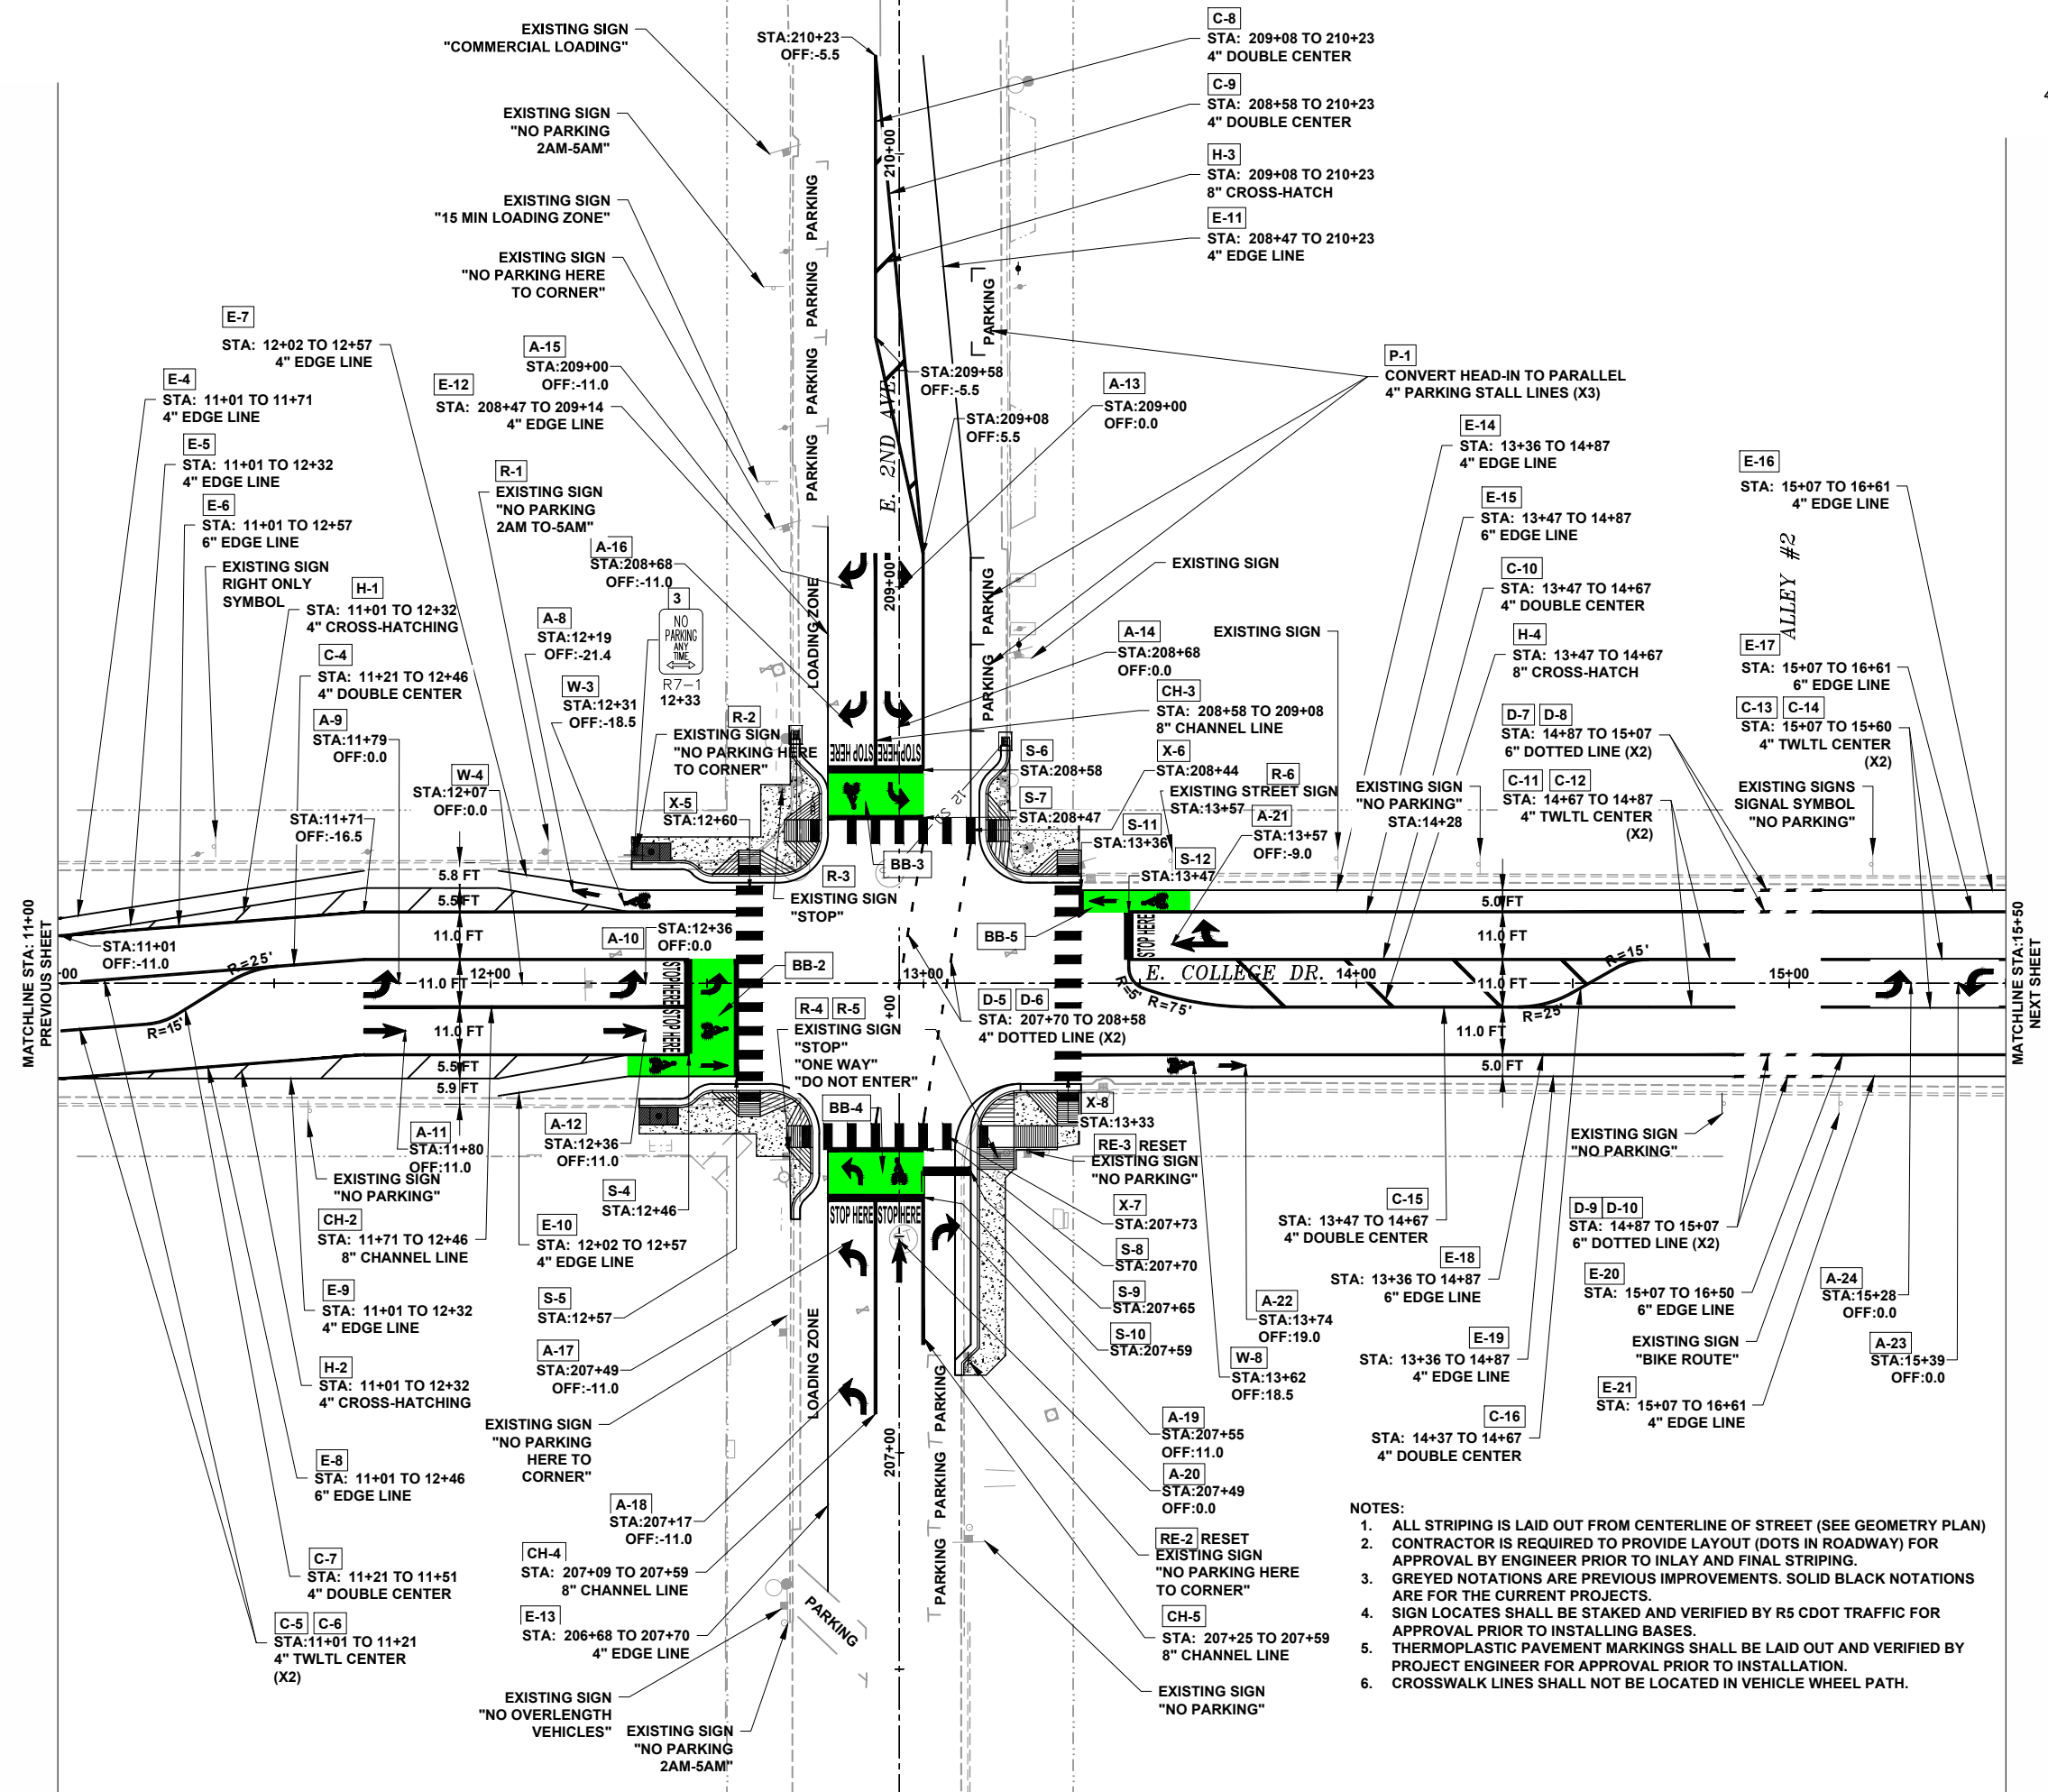 EXISTING SIGN
"COMMERCIAL LOADING"
STA:210+23
OFF:-5.5
C-8
STA: 209+08 TO 210+23
4" DOUBLE CENTER
C-9
STA: 208+58 TO 210+23
4" DOUBLE CENTER
H-3
STA: 209+08 TO 210+23
8" CROSS-HATCH
E-11
STA: 208+47 TO 210+23
4" EDGE LINE
EXISTING SIGN
"NO PARKING
2AM-5AM"
EXISTING SIGN
"15 MIN LOADING ZONE"
EXISTING SIGN
"NO PARKING HERE
TO CORNER"
210+00
PARKING
PARKING
PARKING
PARKING
PARKING
E. 2ND AVE.
E-7
STA: 12+02 TO 12+57
4" EDGE LINE
E-4
STA: 11+01 TO 11+71
4" EDGE LINE
E-5
STA: 11+01 TO 12+32
4" EDGE LINE
E-6
STA: 11+01 TO 12+57
6" EDGE LINE
EXISTING SIGN
RIGHT ONLY
SYMBOL
H-1
STA: 11+01 TO 12+32
4" CROSS-HATCHING
C-4
STA: 11+21 TO 12+46
4" DOUBLE CENTER
A-9
STA:11+79
OFF:0.0
W-4
STA:12+07
OFF:0.0
STA:11+71
OFF:-16.5
A-15
STA:209+00
OFF:-11.0
E-12
STA: 208+47 TO 209+14
4" EDGE LINE
R-1
EXISTING SIGN
"NO PARKING
2AM TO-5AM"
A-16
STA:208+68
OFF:-11.0
A-8
STA:12+19
OFF:-21.4
3
NO
PARKING
ANY
TIME
R7-1
12+33
W-3
STA:12+31
OFF:-18.5
R-2
EXISTING SIGN
"NO PARKING HERE
TO CORNER"
X-5
STA:12+60
STA:209+58
OFF:-5.5
STA:209+08
OFF:5.5
A-13
STA:209+00
OFF:0.0
P-1
CONVERT HEAD-IN TO PARALLEL
4" PARKING STALL LINES (X3)
EXISTING SIGN
209+00
LOADING ZONE
PARKING
PARKING
STOP HERE
STOP HERE
A-14
STA:208+68
OFF:0.0
EXISTING SIGN
CH-3
STA: 208+58 TO 209+08
8" CHANNEL LINE
S-6
STA:208+58
X-6
STA:208+44
R-6
EXISTING STREET SIGN
STA:13+57
S-7
STA:208+47
A-21
STA:13+57
OFF:-9.0
S-11
STA:13+36
S-12
STA:13+47
E-14
STA: 13+36 TO 14+87
4" EDGE LINE
E-15
STA: 13+47 TO 14+87
6" EDGE LINE
C-10
STA: 13+47 TO 14+67
4" DOUBLE CENTER
H-4
STA: 13+47 TO 14+67
8" CROSS-HATCH
D-7 D-8
STA: 14+87 TO 15+07
6" DOTTED LINE (X2)
C-11 C-12
STA: 14+67 TO 14+87
4" TWLTL CENTER
(X2)
EXISTING SIGN
"NO PARKING"
STA:14+28
E-16
STA: 15+07 TO 16+61
4" EDGE LINE
ALLEY #2
E-17
STA: 15+07 TO 16+61
6" EDGE LINE
C-13 C-14
STA: 15+07 TO 15+60
4" TWLTL CENTER
(X2)
EXISTING SIGNS
SIGNAL SYMBOL
"NO PARKING"
MATCHLINE STA: 11+00
PREVIOUS SHEET
STA:11+01
OFF:-11.0
+00
R=25'
R=15'
5.8 FT
5.5 FT
11.0 FT
12+00
11.0 FT
11.0 FT
5.5 FT
5.9 FT
A-10
STA:12+36
OFF:0.0
STOP HERE
STOP HERE
R-3
EXISTING SIGN
"STOP"
BB-3
BB-2
13+00
BB-5
STOP HERE
E. COLLEGE DR.
14+00
15+00
R=5'
R=75'
R=15'
R=25'
5.0 FT
11.0 FT
11.0 FT
11.0 FT
5.0 FT
MATCHLINE STA:15+50
NEXT SHEET
R-4 R-5
EXISTING SIGN
"STOP"
"ONE WAY"
"DO NOT ENTER"
+00
D-5 D-6
STA: 207+70 TO 208+58
4" DOTTED LINE (X2)
BB-4
X-8
STA:13+33
RE-3 RESET
EXISTING SIGN
"NO PARKING"
A-11
STA:11+80
OFF:11.0
EXISTING SIGN
"NO PARKING"
A-12
STA:12+36
OFF:11.0
S-4
STA:12+46
CH-2
STA: 11+71 TO 12+46
8" CHANNEL LINE
E-10
STA: 12+02 TO 12+57
4" EDGE LINE
E-9
STA: 11+01 TO 12+32
4" EDGE LINE
S-5
STA:12+57
H-2
STA: 11+01 TO 12+32
4" CROSS-HATCHING
A-17
STA:207+49
OFF:-11.0
EXISTING SIGN
"NO PARKING
HERE TO
CORNER"
E-8
STA: 11+01 TO 12+46
6" EDGE LINE
A-18
STA:207+17
OFF:-11.0
C-7
STA: 11+21 TO 11+51
4" DOUBLE CENTER
CH-4
STA: 207+09 TO 207+59
8" CHANNEL LINE
C-5 C-6
STA:11+01 TO 11+21
4" TWLTL CENTER
(X2)
E-13
STA: 206+68 TO 207+70
4" EDGE LINE
EXISTING SIGN
"NO OVERLENGTH
VEHICLES"
EXISTING SIGN
"NO PARKING
2AM-5AM"
STOP HERE
STOP HERE
LOADING ZONE
207+00
PARKING
PARKING
PARKING
PARKING
PARKING
X-7
STA:207+73
S-8
STA:207+70
S-9
STA:207+65
S-10
STA:207+59
A-22
STA:13+74
OFF:19.0
W-8
STA:13+62
OFF:18.5
A-19
STA:207+55
OFF:11.0
A-20
STA:207+49
OFF:0.0
RE-2 RESET
EXISTING SIGN
"NO PARKING HERE
TO CORNER"
CH-5
STA: 207+25 TO 207+59
8" CHANNEL LINE
EXISTING SIGN
"NO PARKING"
C-15
STA: 13+47 TO 14+67
4" DOUBLE CENTER
E-18
STA: 13+36 TO 14+87
6" EDGE LINE
E-19
STA: 13+36 TO 14+87
4" EDGE LINE
C-16
STA: 14+37 TO 14+67
4" DOUBLE CENTER
EXISTING SIGN
"NO PARKING"
D-9 D-10
STA: 14+87 TO 15+07
6" DOTTED LINE (X2)
E-20
STA: 15+07 TO 16+50
6" EDGE LINE
EXISTING SIGN
"BIKE ROUTE"
E-21
STA: 15+07 TO 16+61
4" EDGE LINE
A-24
STA:15+28
OFF:0.0
A-23
STA:15+39
OFF:0.0
NOTES:
1. ALL STRIPING IS LAID OUT FROM CENTERLINE OF STREET (SEE GEOMETRY PLAN)
2. CONTRACTOR IS REQUIRED TO PROVIDE LAYOUT (DOTS IN ROADWAY) FOR
APPROVAL BY ENGINEER PRIOR TO INLAY AND FINAL STRIPING.
3. GREYED NOTATIONS ARE PREVIOUS IMPROVEMENTS. SOLID BLACK NOTATIONS
ARE FOR THE CURRENT PROJECTS.
4. SIGN LOCATES SHALL BE STAKED AND VERIFIED BY R5 CDOT TRAFFIC FOR
APPROVAL PRIOR TO INSTALLING BASES.
5. THERMOPLASTIC PAVEMENT MARKINGS SHALL BE LAID OUT AND VERIFIED BY
PROJECT ENGINEER FOR APPROVAL PRIOR TO INSTALLATION.
6. CROSSWALK LINES SHALL NOT BE LOCATED IN VEHICLE WHEEL PATH.